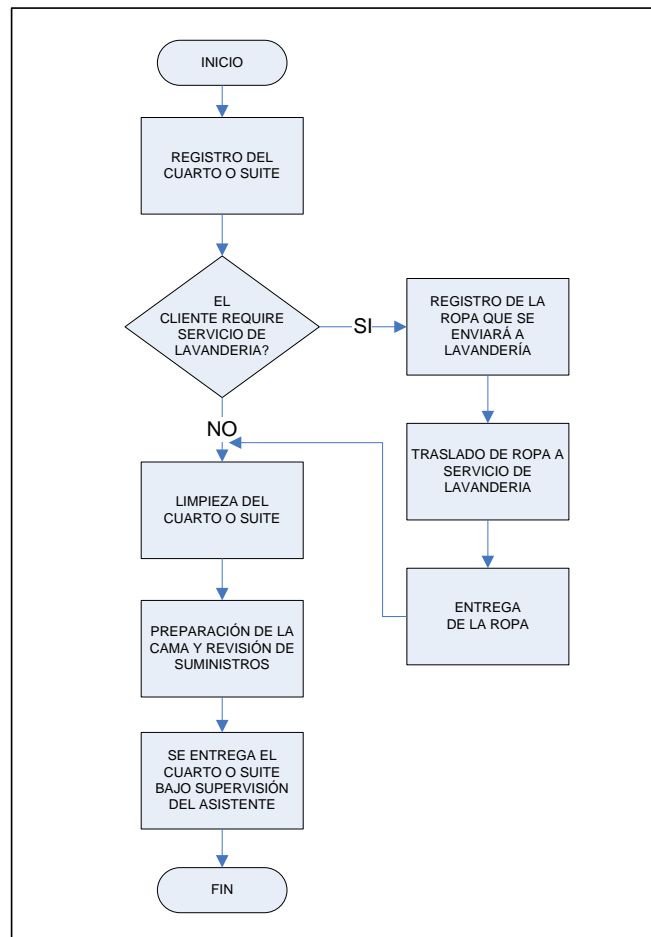 INICIO
REGISTRO DEL
CUARTO O SUITE
EL
CLIENTE REQUIRE
SERVICIO DE
LAVANDERIA?
SI
REGISTRO DE LA
ROPA QUE SE
ENVIARÁ A
LAVANDERÍA
TRASLADO DE ROPA A
SERVICIO DE
LAVANDERIA
ENTREGA
DE LA ROPA
NO
LIMPIEZA DEL
CUARTO O SUITE
PREPARACIÓN DE LA
CAMA Y REVISIÓN DE
SUMINISTROS
SE ENTREGA EL
CUARTO O SUITE
BAJO SUPERVISIÓN
DEL ASISTENTE
FIN